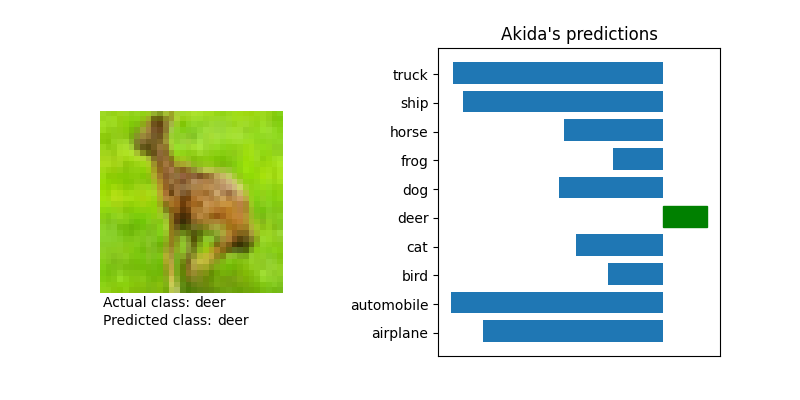 Akida's predictions
truck
ship
horse
frog
dog
deer
cat
bird
automobile
airplane
Actual class: deer
Predicted class: deer